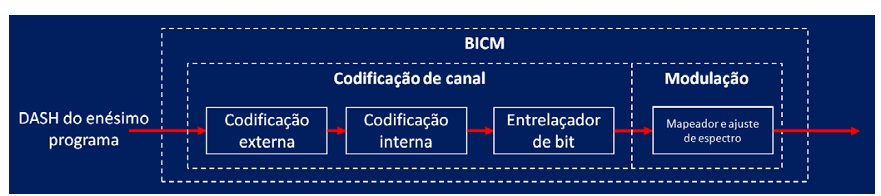 BICM
Codificação de canal
Modulação
DASH do enésimo
programa
Codificação
externa
Codificação
interna
Entrelaçador
de bit
Mapeador e ajuste
de espectro